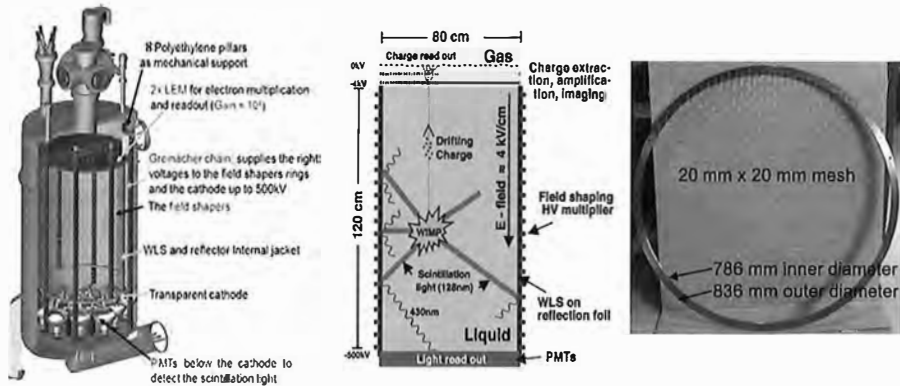 8 Polyethylene pillars
as mechanical support
2x LEM for electron multiplication
and readout (Gain = 10⁴)
Greinacher chain: supplies the right
voltages to the field shapers rings
and the cathode up to 500kV
The field shapers
WLS and reflector Internal jacket
Transparent cathode
PMTs below the cathode to
detect the scintillation light
80 cm
Gas
Charge read out
0kV
Charge extrac-
tion, amplifica-
tion, imaging
120 cm
Drifting
Charge
E - field ≈ 4 kV/cm
WIMP
Field shaping
HV multiplier
Scintillation
light (128nm)
430nm
WLS on
reflection foil
Liquid
-500kV
Light read out
PMTs
20 mm x 20 mm mesh
786 mm inner diameter
836 mm outer diameter